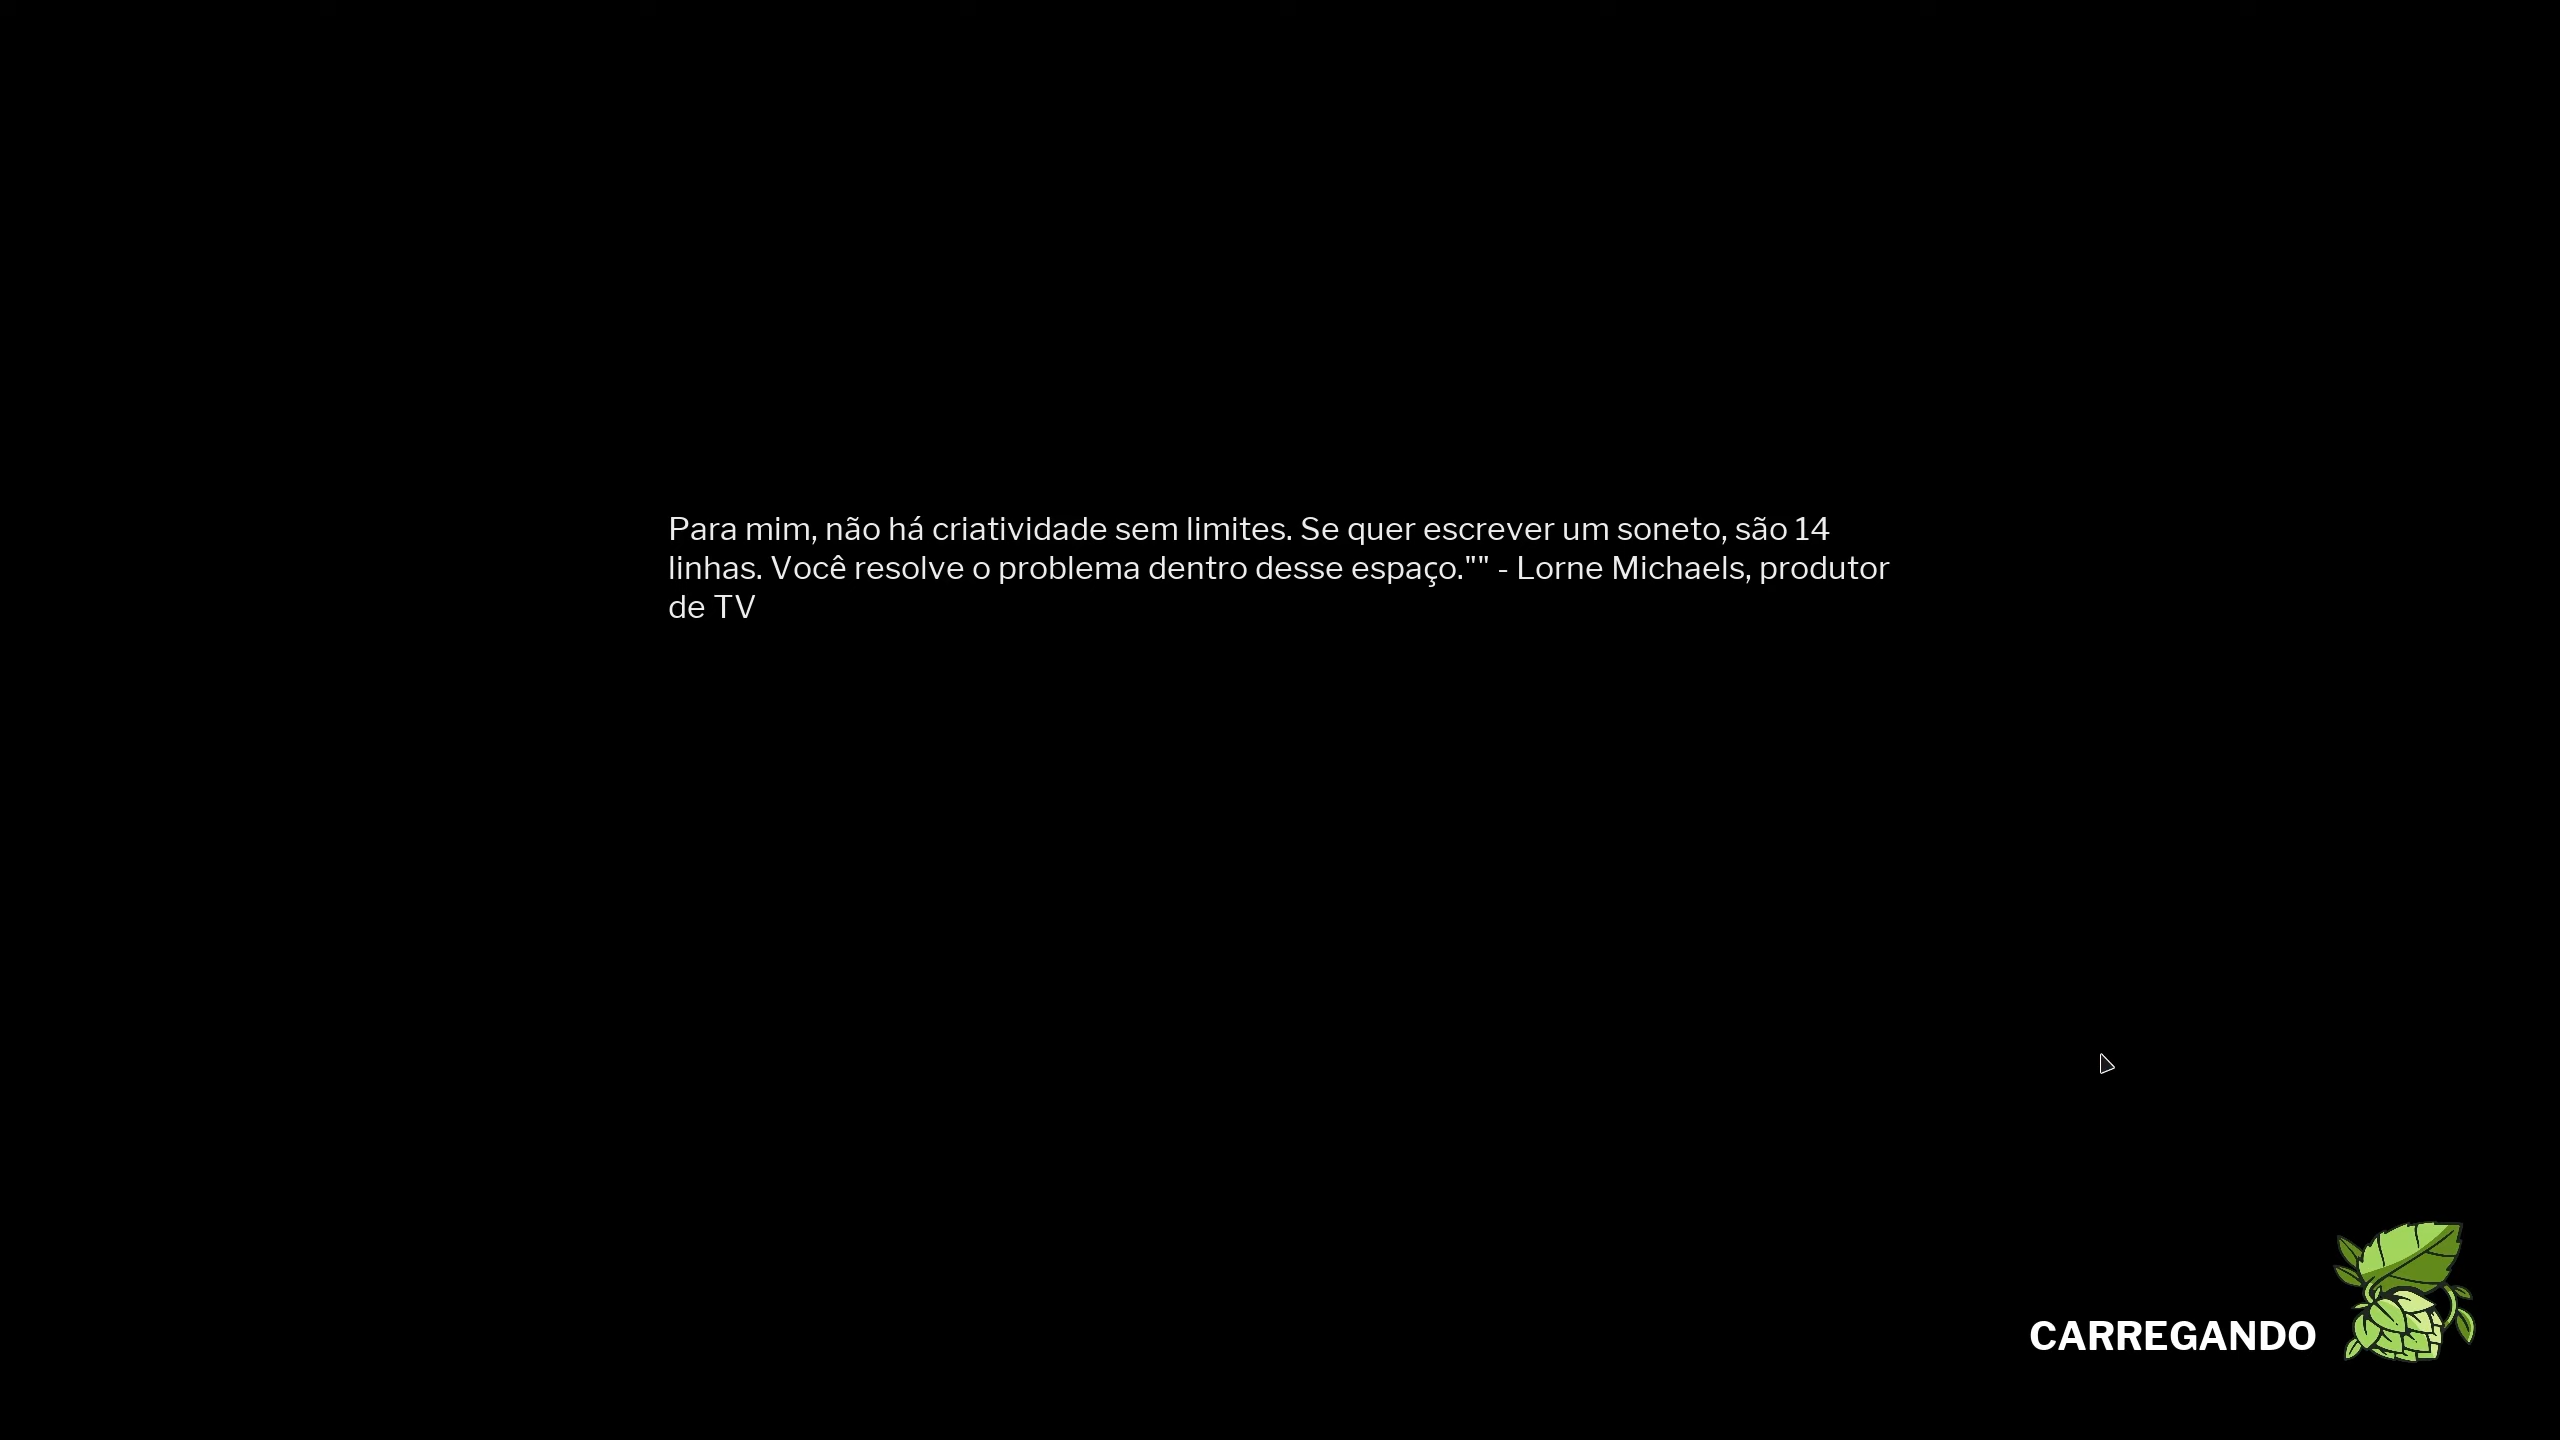 Para mim, não há criatividade sem limites. Se quer escrever um soneto, são 14
linhas. Você resolve o problema dentro desse espaço."" - Lorne Michaels, produtor
de TV
CARREGANDO